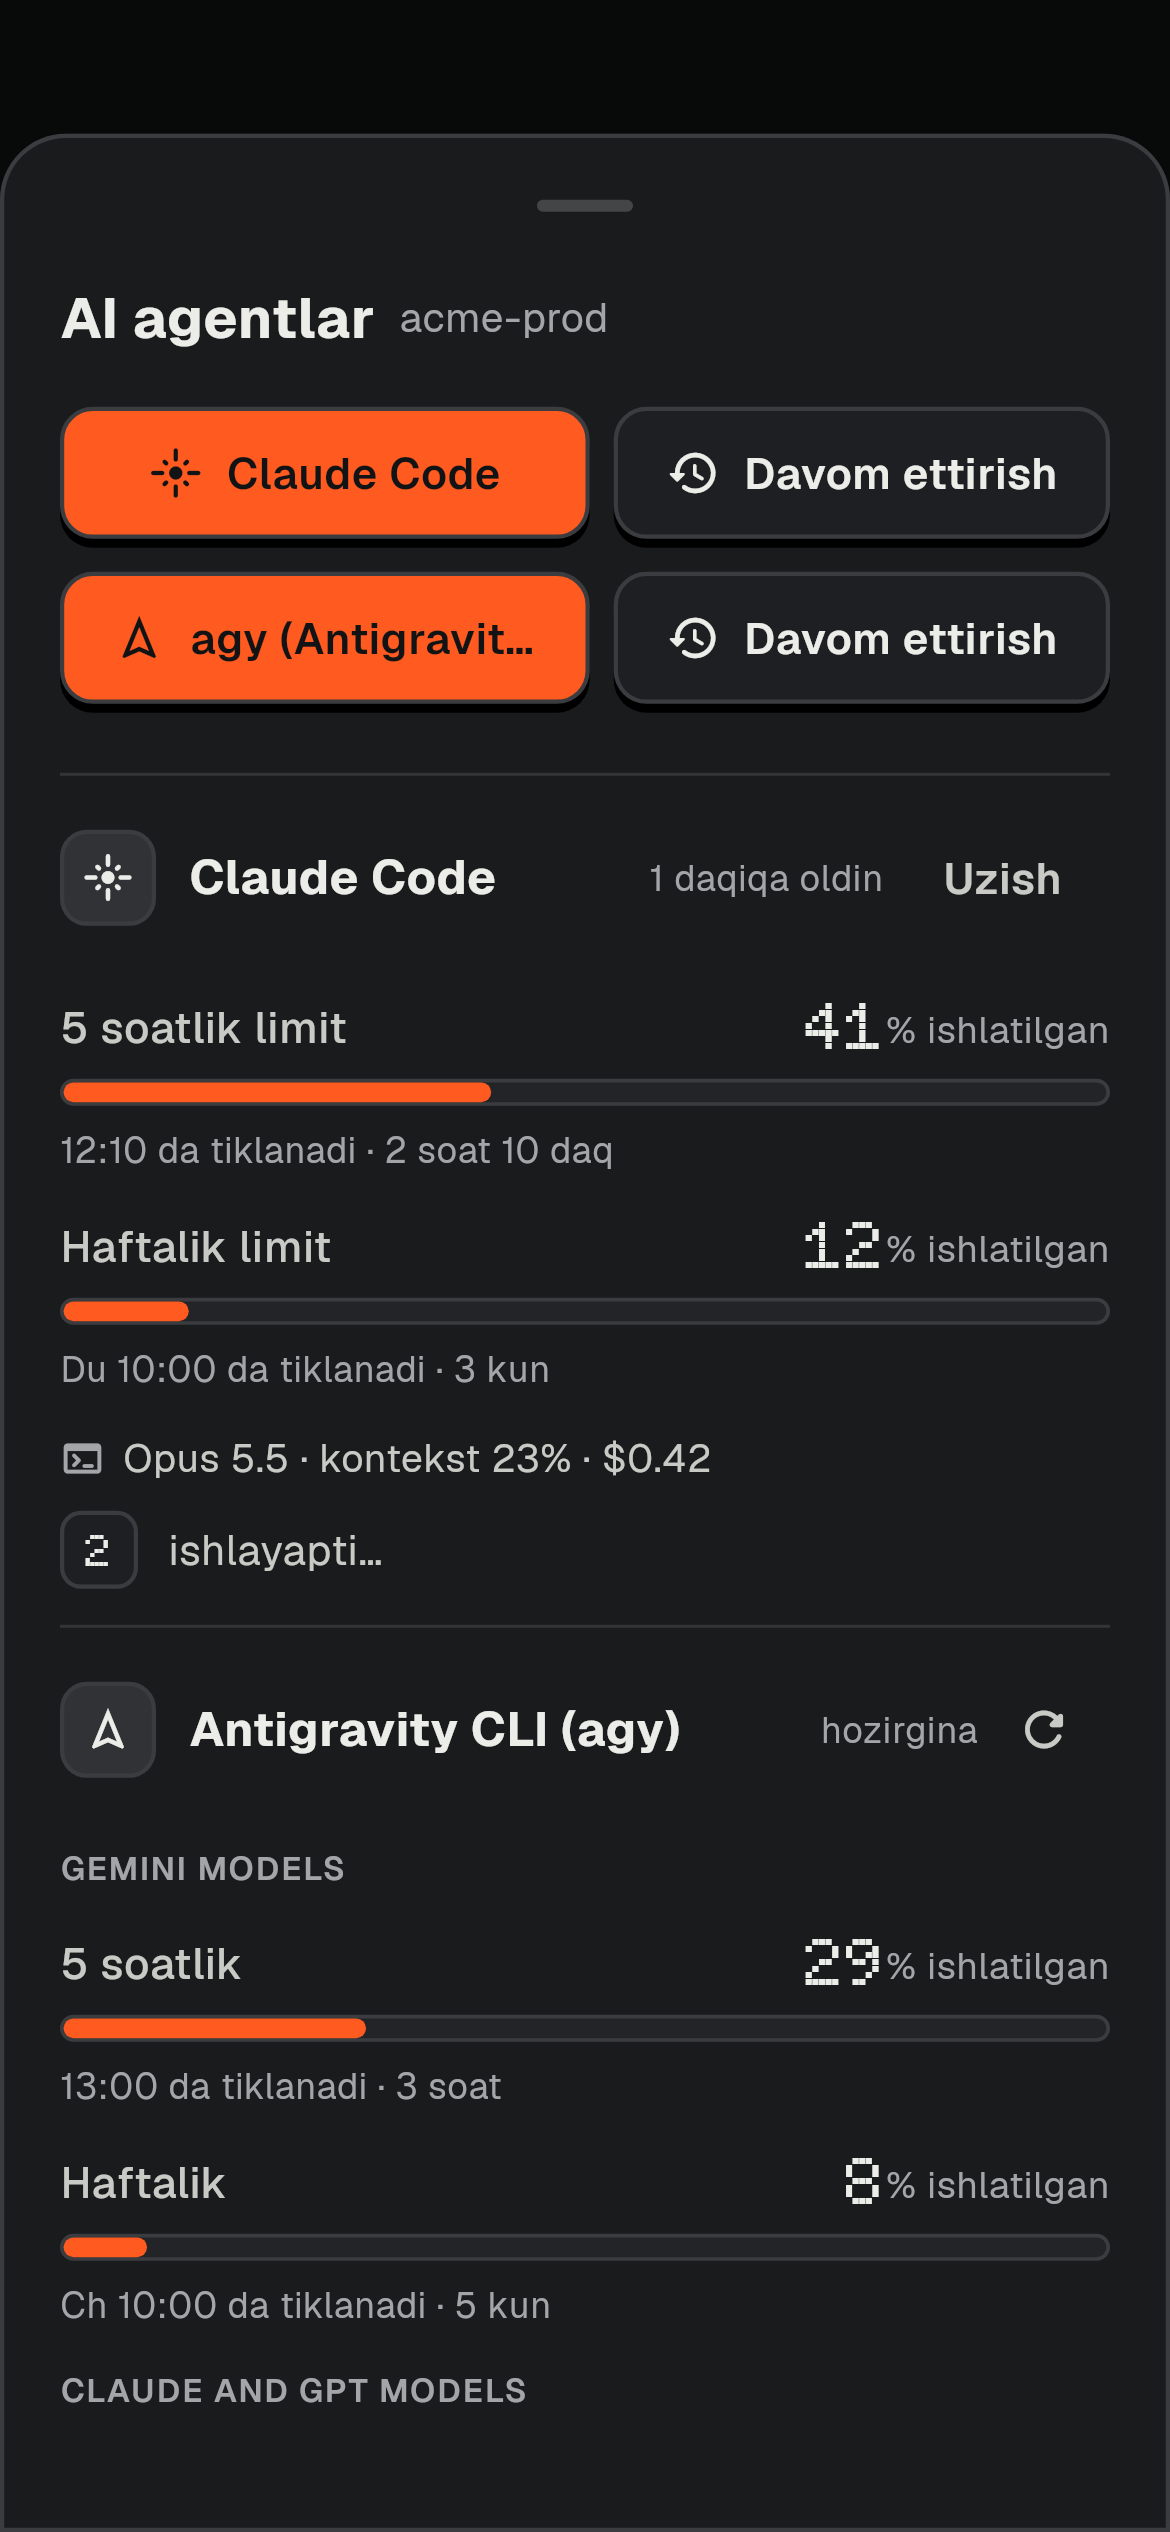 AI agentlar acme-prod
Claude Code Davom ettirish
agy (Antigravit... Davom ettirish
Claude Code 1 daqiqa oldin Uzish
5 soatlik limit 41% ishlatilgan
12:10 da tiklanadi · 2 soat 10 daq
Haftalik limit 12% ishlatilgan
Du 10:00 da tiklanadi · 3 kun
Opus 5.5 · kontekst 23% · $0.42
2 ishlayapti...
Antigravity CLI (agy) hozirgina
GEMINI MODELS
5 soatlik 29% ishlatilgan
13:00 da tiklanadi · 3 soat
Haftalik 8% ishlatilgan
Ch 10:00 da tiklanadi · 5 kun
CLAUDE AND GPT MODELS